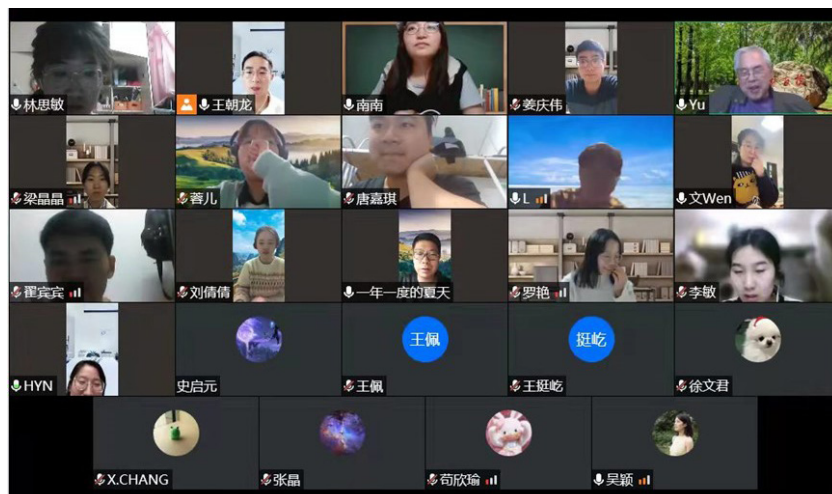 林思敏
王朝龙
南南
姜庆伟
Yu
梁晶晶
蓉儿
唐嘉琪
L
文Wen
翟宾宾
刘倩倩
一年一度的夏天
罗艳
李敏
HYN
史启元
王佩
王佩
挺屹
王挺屹
徐文君
X.CHANG
张晶
苟欣瑜
吴颖